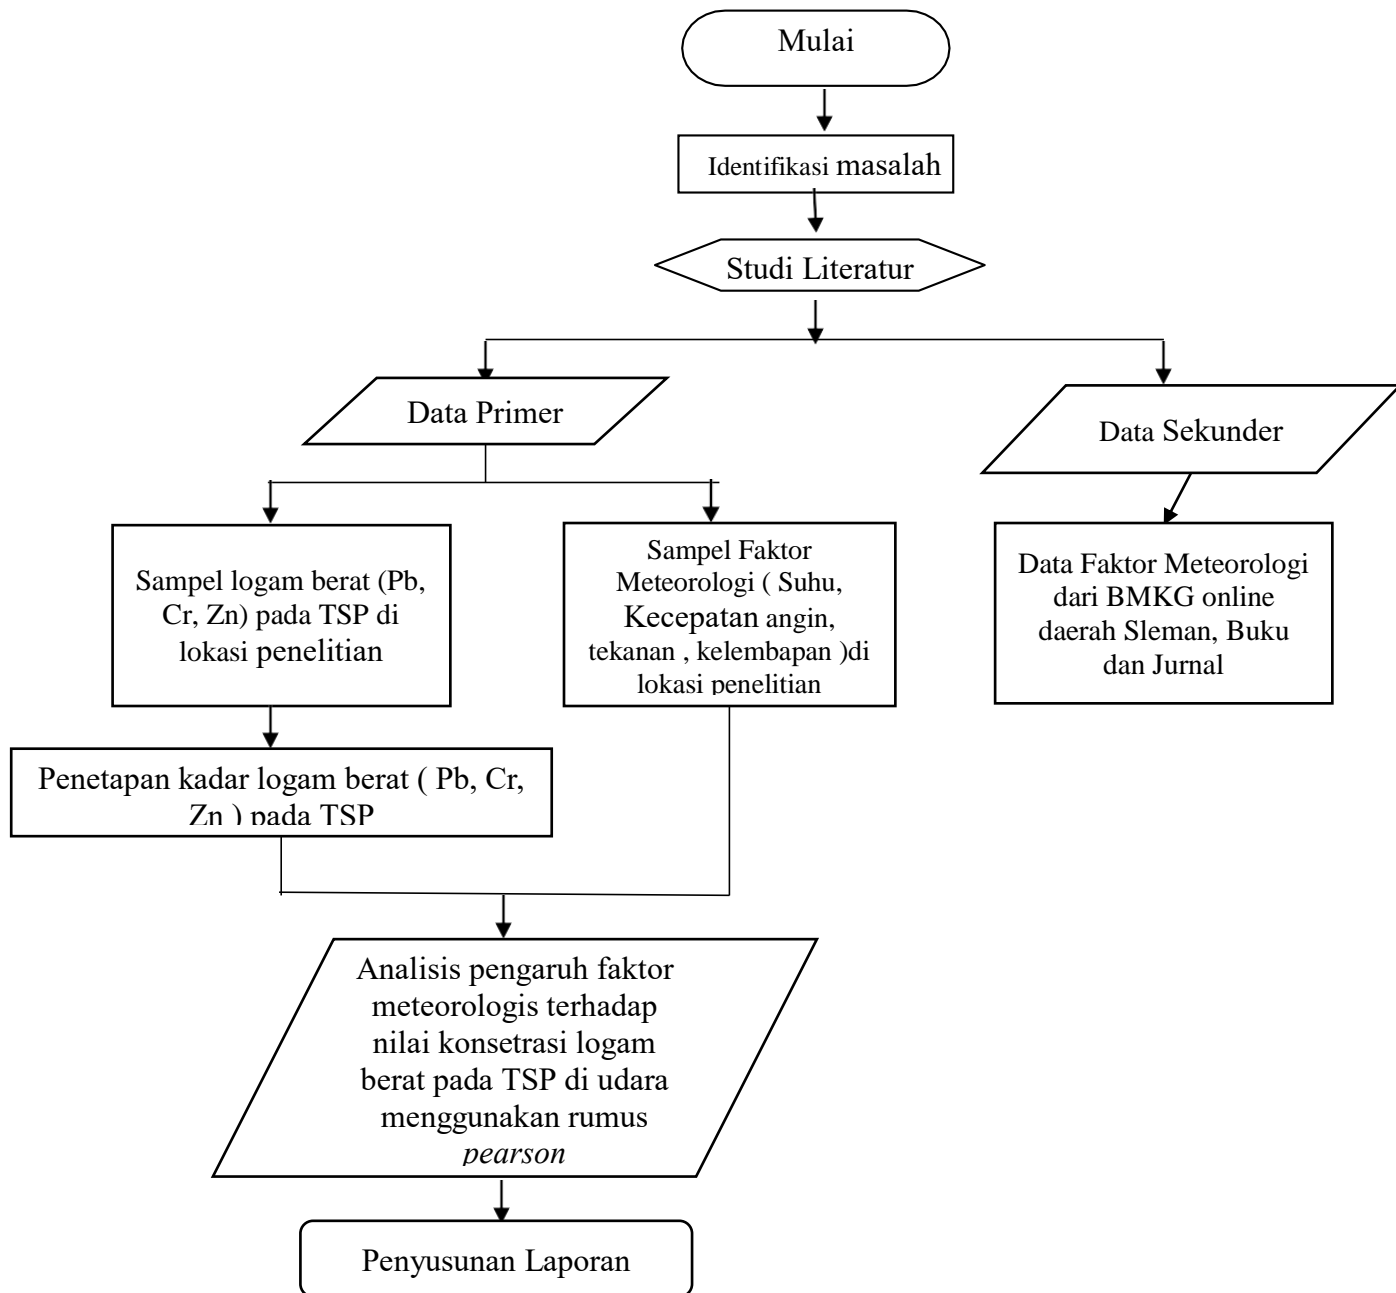 Mulai
Identifikasi masalah
Studi Literatur
Data Primer
Data Sekunder
Sampel logam berat (Pb,
Cr, Zn) pada TSP di
lokasi penelitian
Sampel Faktor
Meteorologi ( Suhu,
Kecepatan angin,
tekanan , kelembapan )di
lokasi penelitian
Data Faktor Meteorologi
dari BMKG online
daerah Sleman, Buku
dan Jurnal
Penetapan kadar logam berat ( Pb, Cr,
Zn ) pada TSP
Analisis pengaruh faktor
meteorologis terhadap
nilai konsetrasi logam
berat pada TSP di udara
menggunakan rumus
pearson
Penyusunan Laporan